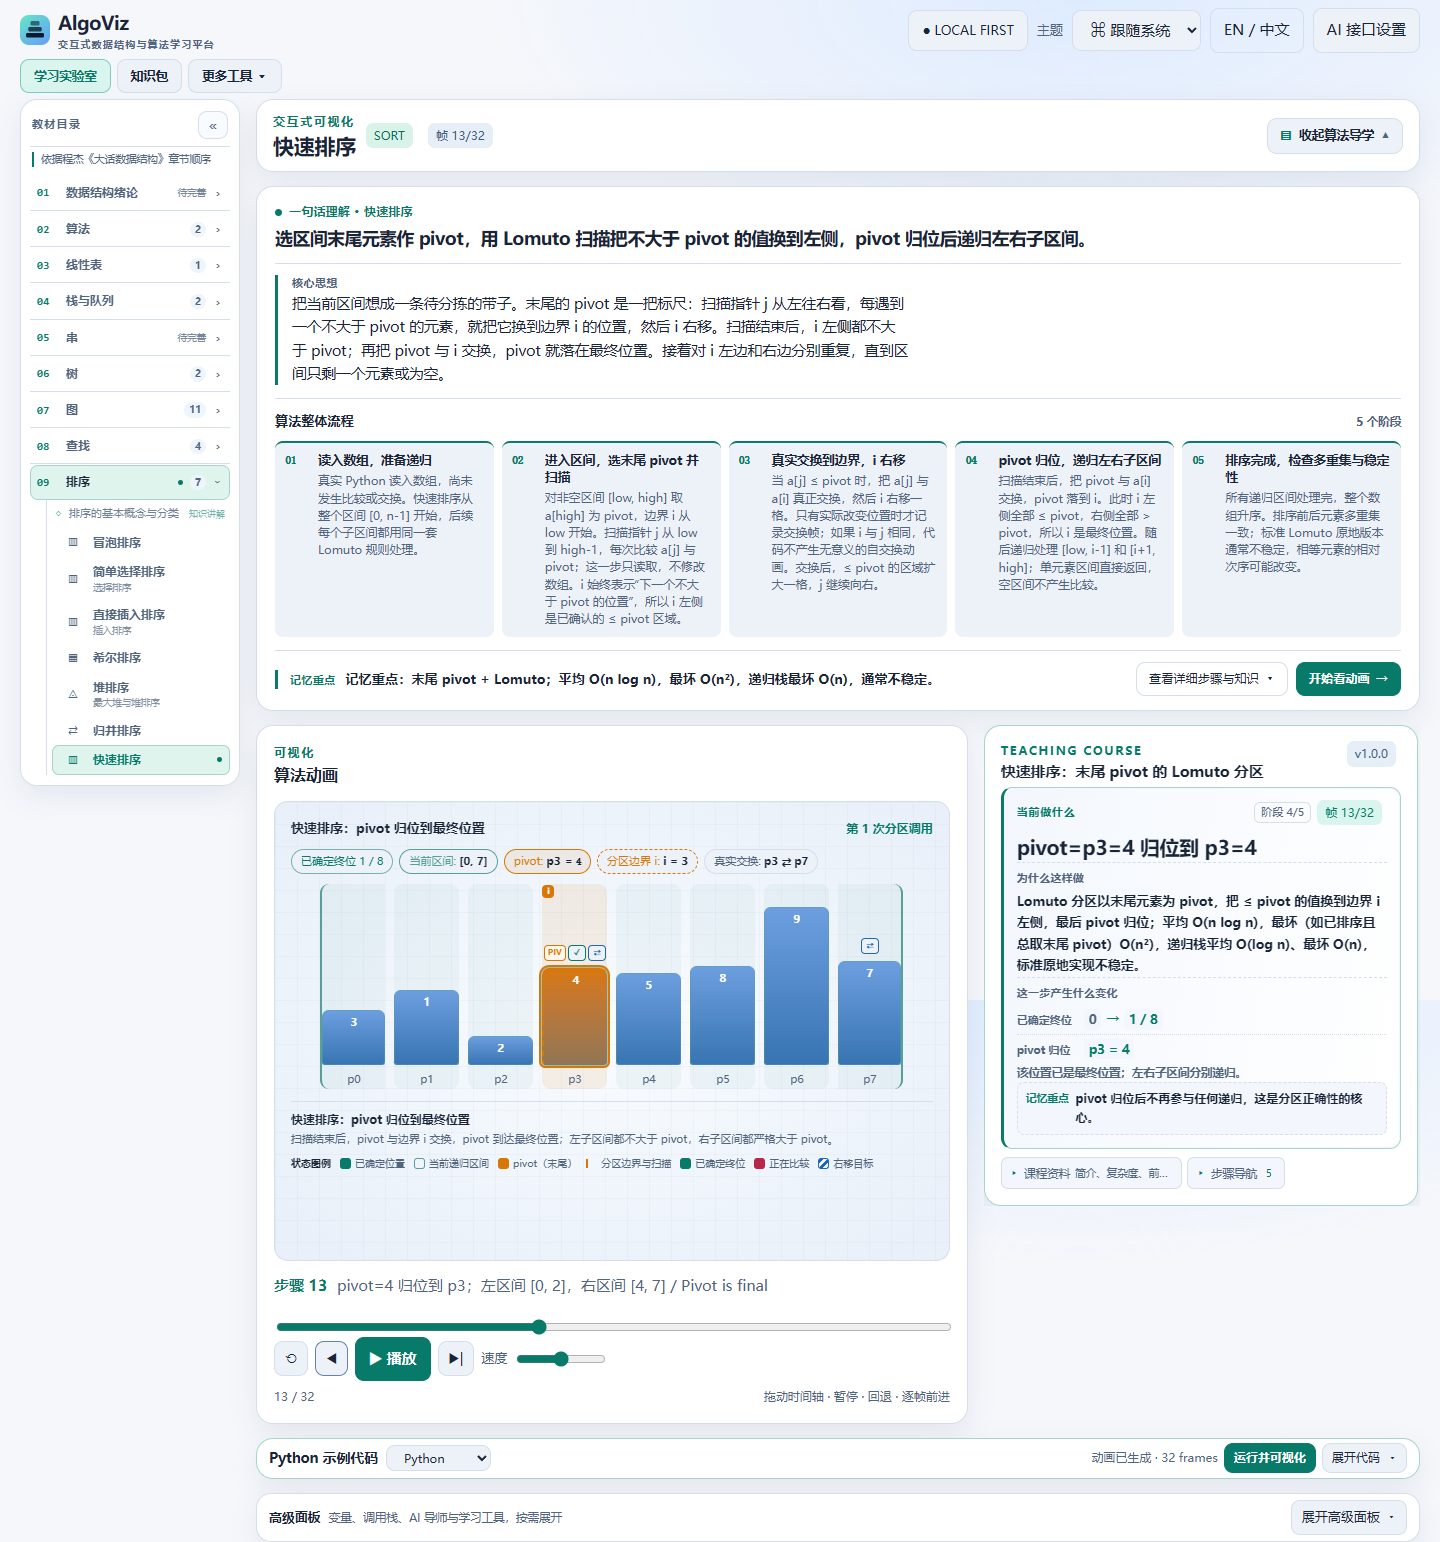 AlgoViz
交互式数据结构与算法学习平台
● LOCAL FIRST
主题
⌘ 跟随系统
EN / 中文
AI 接口设置
学习实验室
知识包
更多工具 ▾
教材目录
«
依据程杰《大话数据结构》章节顺序
01 数据结构绪论 待完善 ›
02 算法 2 ›
03 线性表 1 ›
04 栈与队列 2 ›
05 串 待完善 ›
06 树 2 ›
07 图 11 ›
08 查找 4 ›
09 排序 ● 7
排序的基本概念与分类 知识讲解
冒泡排序
简单选择排序
选择排序
直接插入排序
插入排序
希尔排序
堆排序
最大堆与堆排序
归并排序
快速排序
交互式可视化
快速排序
SORT
帧 13/32
收起算法导学 ▲
一句话理解 • 快速排序
选区间末尾元素作 pivot，用 Lomuto 扫描把不大于 pivot 的值换到左侧，pivot 归位后递归左右子区间。
核心思想
把当前区间想成一条待分拣的带子。末尾的 pivot 是一把标尺：扫描指针 j 从左往右看，每遇到
一个不大于 pivot 的元素，就把它换到边界 i 的位置，然后 i 右移。扫描结束后，i 左侧都不大
于 pivot；再把 pivot 与 i 交换，pivot 就落在最终位置。接着对 i 左边和右边分别重复，直到区
间只剩一个元素或为空。
算法整体流程
5 个阶段
01 读入数组，准备递归
真实 Python 读入数组，尚未
发生比较或交换。快速排序从
整个区间 [0, n-1] 开始，后续
每个子区间都用同一套
Lomuto 规则处理。
02 进入区间，选末尾 pivot 并
扫描
对非空区间 [low, high] 取
a[high] 为 pivot，边界 i 从
low 开始。扫描指针 j 从 low
到 high-1，每次比较 a[j] 与
pivot；这一步只读取，不修改
数组。i 始终表示“下一个不大
于 pivot 的位置”，所以 i 左侧
是已确认的 ≤ pivot 区域。
03 真实交换到边界，i 右移
当 a[j] ≤ pivot 时，把 a[j] 与
a[i] 真正交换，然后 i 右移一
格。只有实际改变位置时才记
录交换帧；如果 i 与 j 相同，代
码不产生无意义的自交换动
画。交换后，≤ pivot 的区域扩
大一格，j 继续向右。
04 pivot 归位，递归左右子区间
扫描结束后，把 pivot 与 a[i]
交换，pivot 落到 i。此时 i 左
侧全部 ≤ pivot，右侧全部 >
pivot，所以 i 是最终位置。随
后递归处理 [low, i-1] 和 [i+1,
high]；单元素区间直接返回，
空区间不产生比较。
05 排序完成，检查多重集与稳定
性
所有递归区间处理完，整个数
组升序。排序前后元素多重集
一致；标准 Lomuto 原地版本
通常不稳定，相等元素的相对
次序可能改变。
记忆重点 记忆重点：末尾 pivot + Lomuto；平均 O(n log n)，最坏 O(n²)，递归栈最坏 O(n)，通常不稳定。
查看详细步骤与知识 ▾
开始看动画 →
可视化
算法动画
快速排序：pivot 归位到最终位置
第 1 次分区调用
已确定终位 1 / 8
当前区间: [0, 7]
pivot: p3 = 4
分区边界 i: i = 3
真实交换: p3 ⇄ p7
i
PIV ✓ ⇄
⇄
3 1 2 4 5 8 9 7
p0 p1 p2 p3 p4 p5 p6 p7
快速排序：pivot 归位到最终位置
扫描结束后，pivot 与边界 i 交换，pivot 到达最终位置；左子区间都不大于 pivot，右子区间都严格大于 pivot。
状态图例 已确定位置 当前递归区间 pivot（末尾） 分区边界与扫描 已确定终位 正在比较 右移目标
步骤 13 pivot=4 归位到 p3；左区间 [0, 2]，右区间 [4, 7] / Pivot is final
▶ 播放
速度
13 / 32
拖动时间轴 · 暂停 · 回退 · 逐帧前进
TEACHING COURSE
快速排序：末尾 pivot 的 Lomuto 分区
v1.0.0
当前做什么
阶段 4/5
帧 13/32
pivot=p3=4 归位到 p3=4
为什么这样做
Lomuto 分区以末尾元素为 pivot，把 ≤ pivot 的值换到边界 i
左侧，最后 pivot 归位；平均 O(n log n)，最坏（如已排序且
总取末尾 pivot）O(n²)，递归栈平均 O(log n)、最坏 O(n)，
标准原地实现不稳定。
这一步产生什么变化
已确定终位 0 → 1 / 8
pivot 归位 p3 = 4
该位置已是最终位置；左右子区间分别递归。
记忆重点 pivot 归位后不再参与任何递归，这是分区正确性的核
心。
▸ 课程资料 简介、复杂度、前...
▸ 步骤导航 5
Python 示例代码
Python
动画已生成 · 32 frames
运行并可视化
展开代码
高级面板 变量、调用栈、AI 导师与学习工具，按需展开
展开高级面板